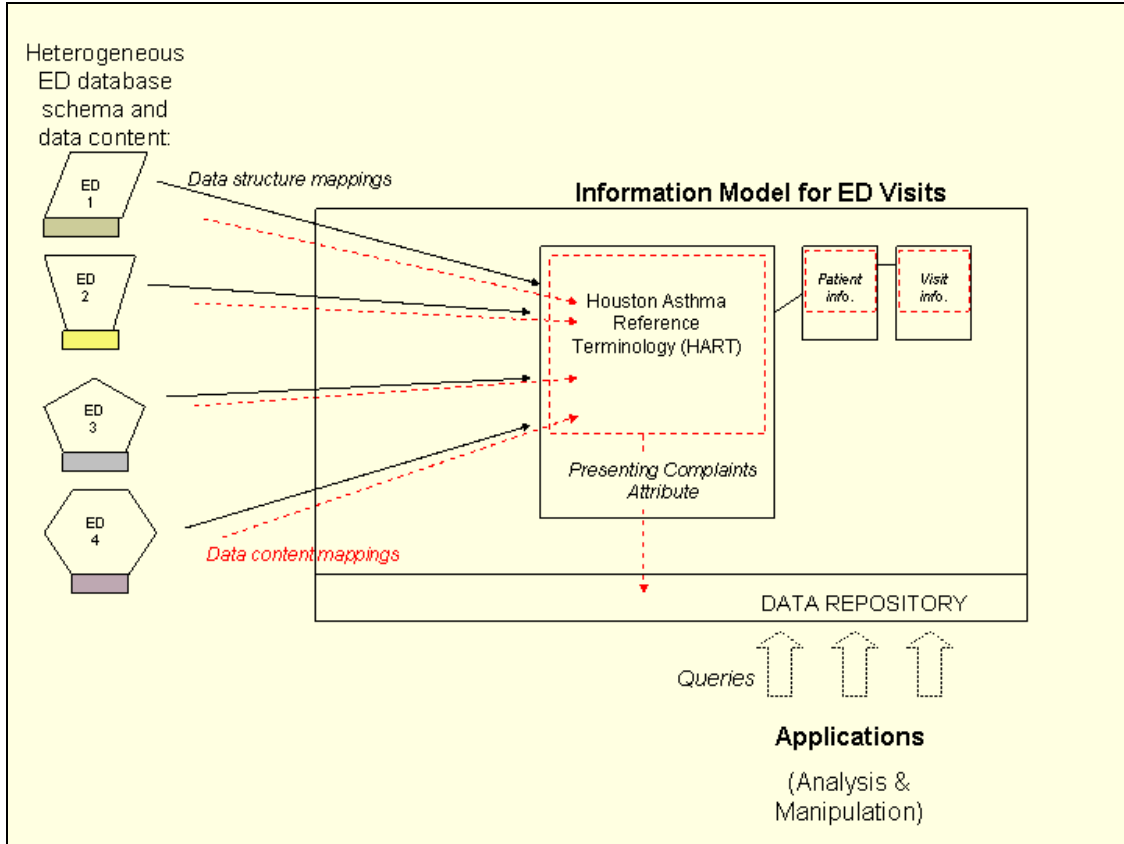 Heterogeneous
ED database
schema and
data content:
ED
1
Data structure mappings
Information Model for ED Visits
ED
2
Houston Asthma
Reference
Terminology (HART)
Patient
info.
Visit
info.
ED
3
Presenting Complaints
Attribute
ED
4
Data content mappings
DATA REPOSITORY
Queries
Applications
(Analysis &
Manipulation)